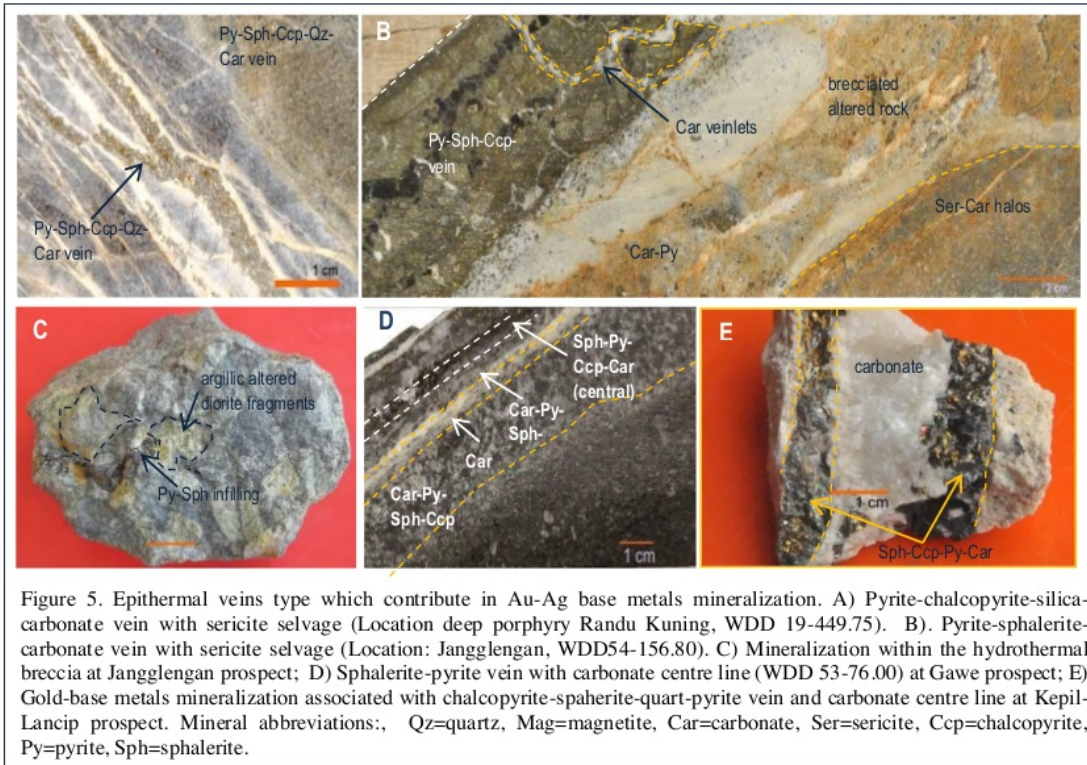 Py-Sph-Ccp-Qz-
Car vein
Py-Sph-Ccp-Qz-
Car vein
1 cm
B
Py-Sph-Ccp-
vein
Car veinlets
brecciated
altered rock
Car-Py
Ser-Car halos
2 cm
C
argillic altered
diorite fragments
Py-Sph infilling
D
Sph-Py-
Ccp-Car
(central)
Car-Py-
Sph-
Car
Car-Py-
Sph-Ccp
1 cm
E
carbonate
1 cm
Sph-Ccp-Py-Car
Figure 5. Epithermal veins type which contribute in Au-Ag base metals mineralization. A) Pyrite-chalcopyrite-silica-
carbonate vein with sericite selvage (Location deep porphyry Randu Kuning, WDD 19-449.75). B). Pyrite-sphalerite-
carbonate vein with sericite selvage (Location: Jangglengan, WDD54-156.80). C) Mineralization within the hydrothermal
breccia at Jangglengan prospect; D) Sphalerite-pyrite vein with carbonate centre line (WDD 53-76.00) at Gawe prospect; E)
Gold-base metals mineralization associated with chalcopyrite-spaherite-quart-pyrite vein and carbonate centre line at Kepil-
Lancip prospect. Mineral abbreviations:, Qz=quartz, Mag=magnetite, Car=carbonate, Ser=sericite, Ccp=chalcopyrite,
Py=pyrite, Sph=sphalerite.